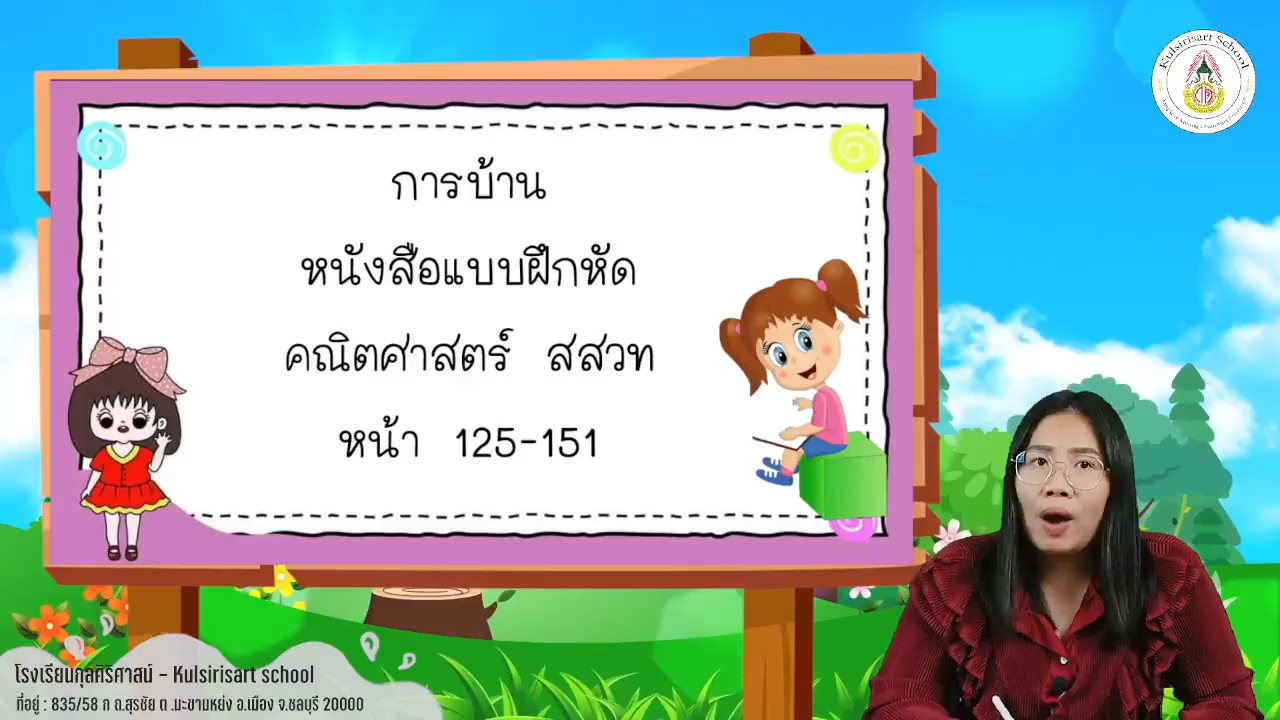 Kulsirisart School
การบ้าน
หนังสือแบบฝึกหัด
คณิตศาสตร์ สสวท
หน้า 125-151
โรงเรียนกุลศิริศาสน์ - Kulsirisart school
ที่อยู่ : 835/58 ก ถ.สุรชัย ต .มะขามหย่ง อ.เมือง จ.ชลบุรี 20000